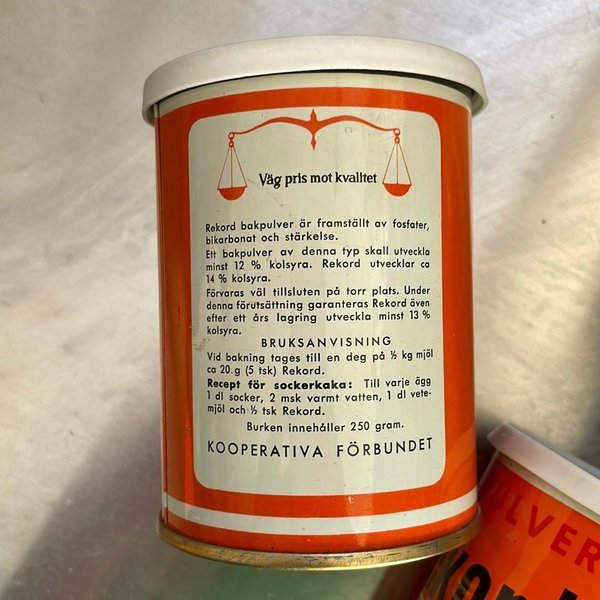 Väg pris mot kvalitet
Rekord bakpulver är framställt av fosfater,
bikarbonat och stärkelse.
Ett bakpulver av denna typ skall utveckla
minst 12 % kolsyra. Rekord utvecklar ca
14 % kolsyra.
Förvaras väl tillsluten på torr plats. Under
denna förutsättning garanteras Rekord även
efter ett års lagring utveckla minst 13 %
kolsyra.
BRUKSANVISNING
Vid bakning tages till en deg på ½ kg mjöl
ca 20 g (5 tsk) Rekord.
Recept för sockerkaka: Till varje ägg
1 dl socker, 2 msk varmt vatten, 1 dl vete-
mjöl och ½ tsk Rekord.
Burken innehåller 250 gram.
KOOPERATIVA FÖRBUNDET